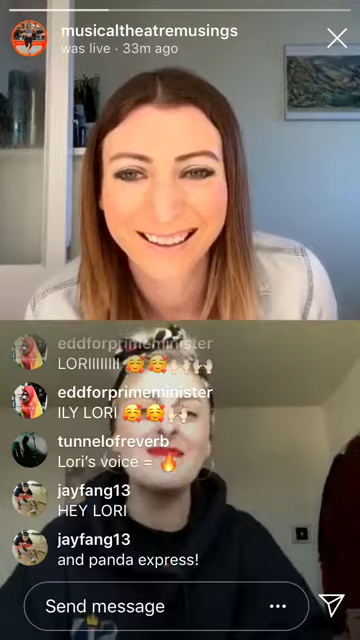 musicaltheatremusings
was live · 33m ago
eddforprimeminister
LORIIIIIIII 🥰🥰🙌🏻🙌🏻
eddforprimeminister
ILY LORI 🥰🥰🙌🏻
tunnelofreverb
Lori's voice = 🔥
jayfang13
HEY LORI
jayfang13
and panda express!
Send message